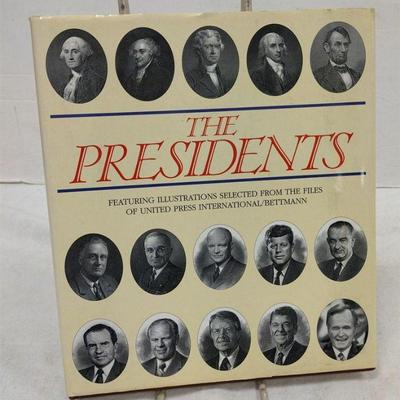 THE
PRESIDENTS
FEATURING ILLUSTRATIONS SELECTED FROM THE FILES
OF UNITED PRESS INTERNATIONAL/BETTMANN